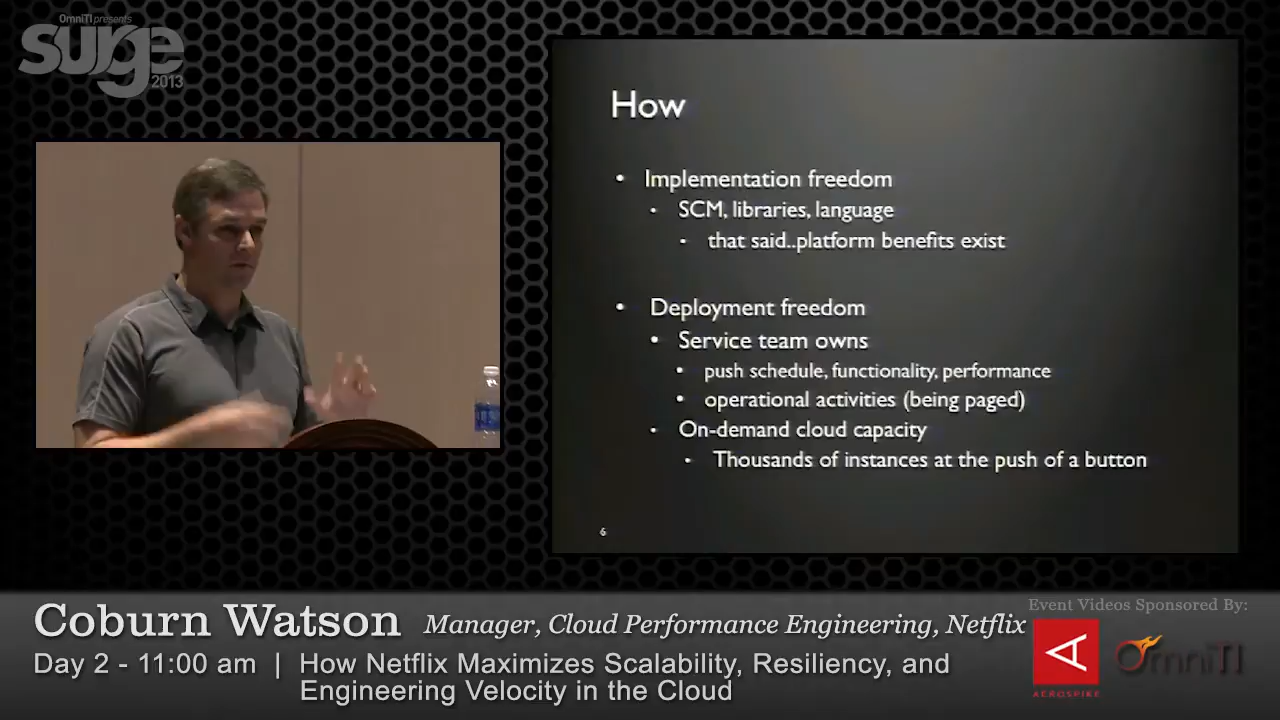 OmniTI presents
surge
2013
How
• Implementation freedom
• SCM, libraries, language
• that said..platform benefits exist
• Deployment freedom
• Service team owns
• push schedule, functionality, performance
• operational activities (being paged)
• On-demand cloud capacity
• Thousands of instances at the push of a button
6
Coburn Watson Manager, Cloud Performance Engineering, Netflix
Day 2 - 11:00 am | How Netflix Maximizes Scalability, Resiliency, and
Engineering Velocity in the Cloud
Event Videos Sponsored By:
AEROSPIKE
OmniTI